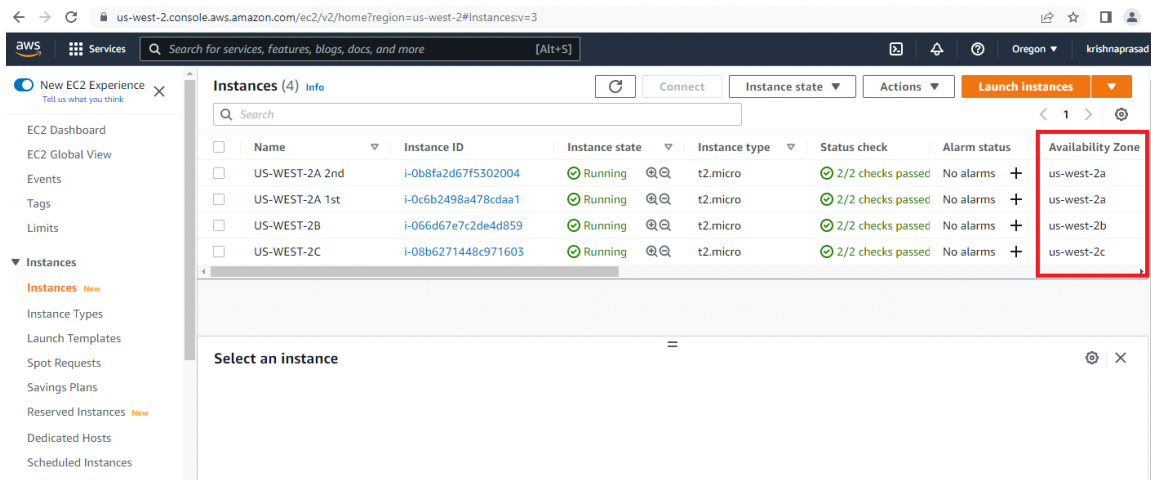 us-west-2.console.aws.amazon.com/ec2/v2/home?region=us-west-2#Instances:v=3
aws Services Search for services, features, blogs, docs, and more [Alt+S] Oregon ▼ krishnaprasad
New EC2 Experience
Tell us what you think
EC2 Dashboard
EC2 Global View
Events
Tags
Limits
▼ Instances
Instances New
Instance Types
Launch Templates
Spot Requests
Savings Plans
Reserved Instances New
Dedicated Hosts
Scheduled Instances
Instances (4) Info Connect Instance state ▼ Actions ▼ Launch instances ▼
Search < 1 >
Name Instance ID Instance state Instance type Status check Alarm status Availability Zone
US-WEST-2A 2nd i-0b8fa2d67f5302004 Running t2.micro 2/2 checks passed No alarms + us-west-2a
US-WEST-2A 1st i-0c6b2498a478cdaa1 Running t2.micro 2/2 checks passed No alarms + us-west-2a
US-WEST-2B i-066d67e7c2de4d859 Running t2.micro 2/2 checks passed No alarms + us-west-2b
US-WEST-2C i-08b6271448c971603 Running t2.micro 2/2 checks passed No alarms + us-west-2c
Select an instance